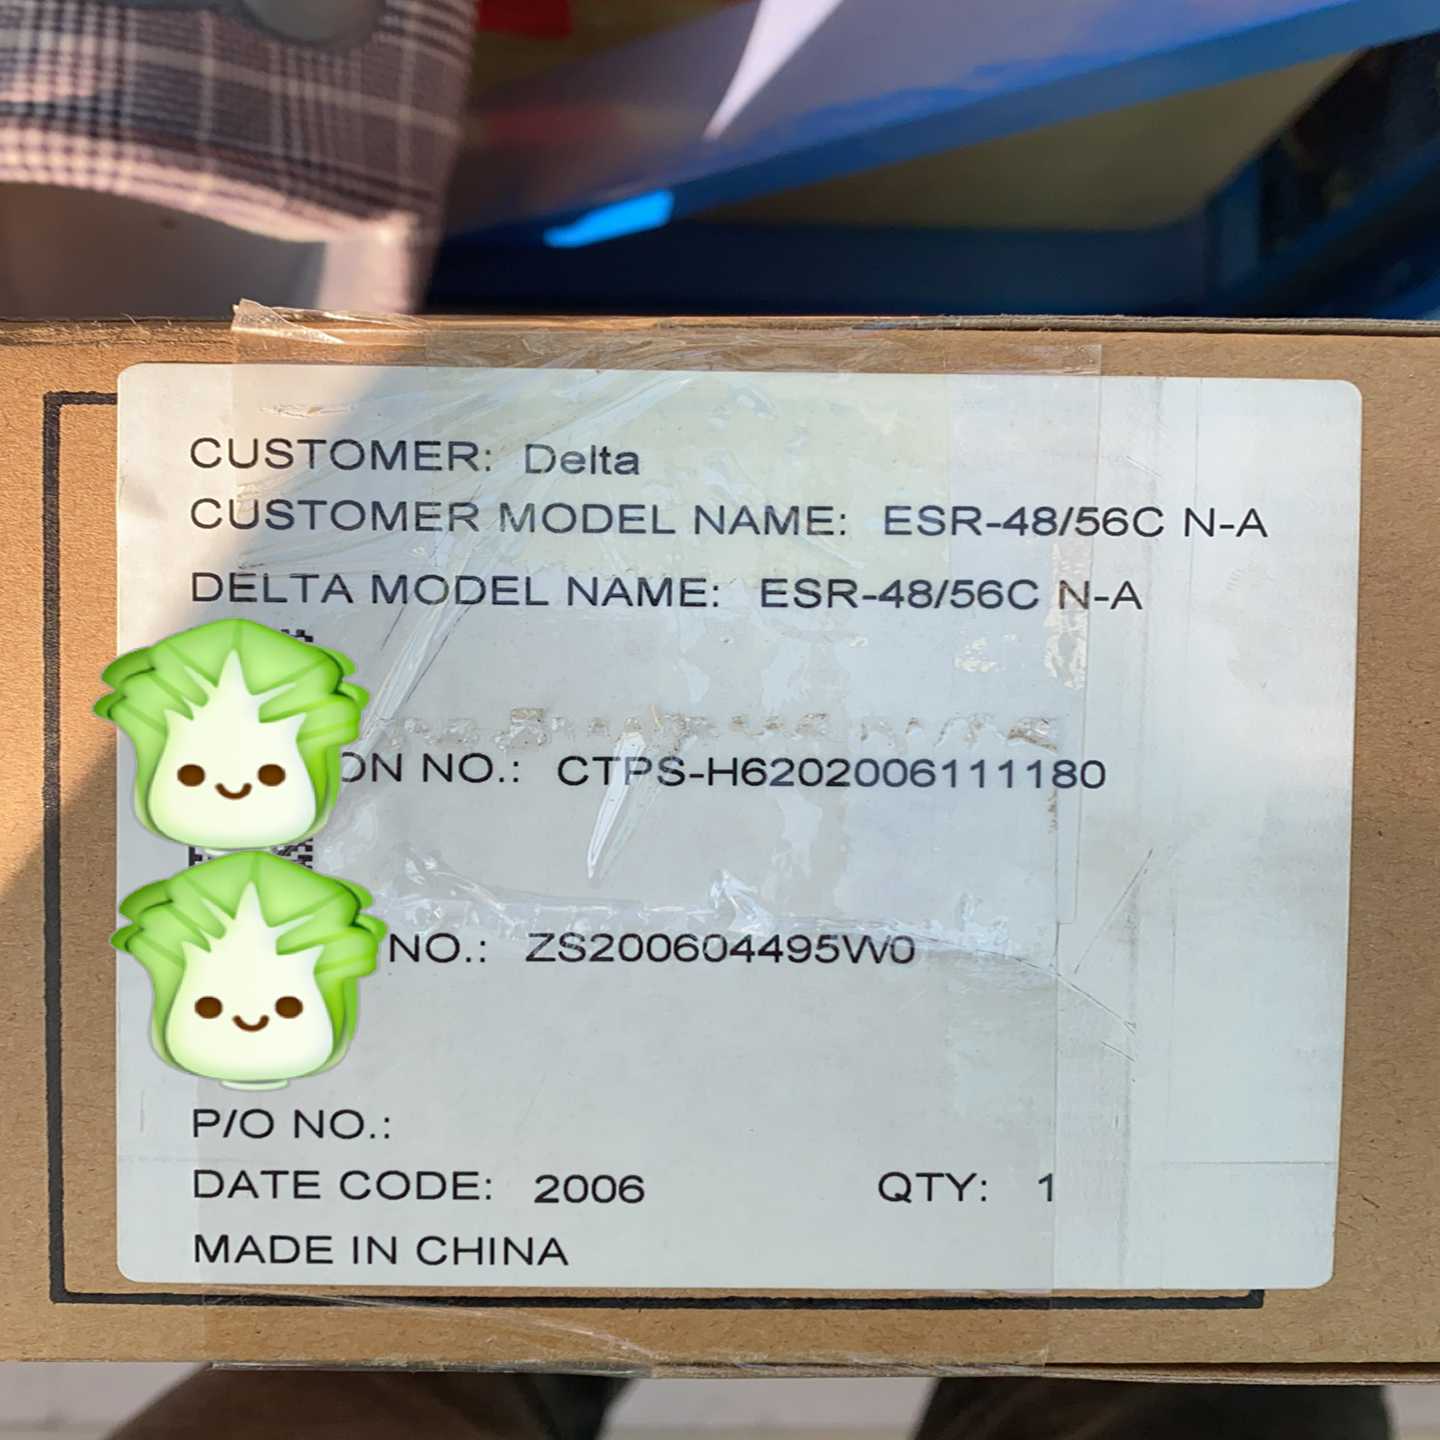 CUSTOMER: Delta
CUSTOMER MODEL NAME: ESR-48/56C N-A
DELTA MODEL NAME: ESR-48/56C N-A
ON NO.: CTPS-H6202006111180
NO.: ZS200604495W0
P/O NO.:
DATE CODE: 2006 QTY: 1
MADE IN CHINA